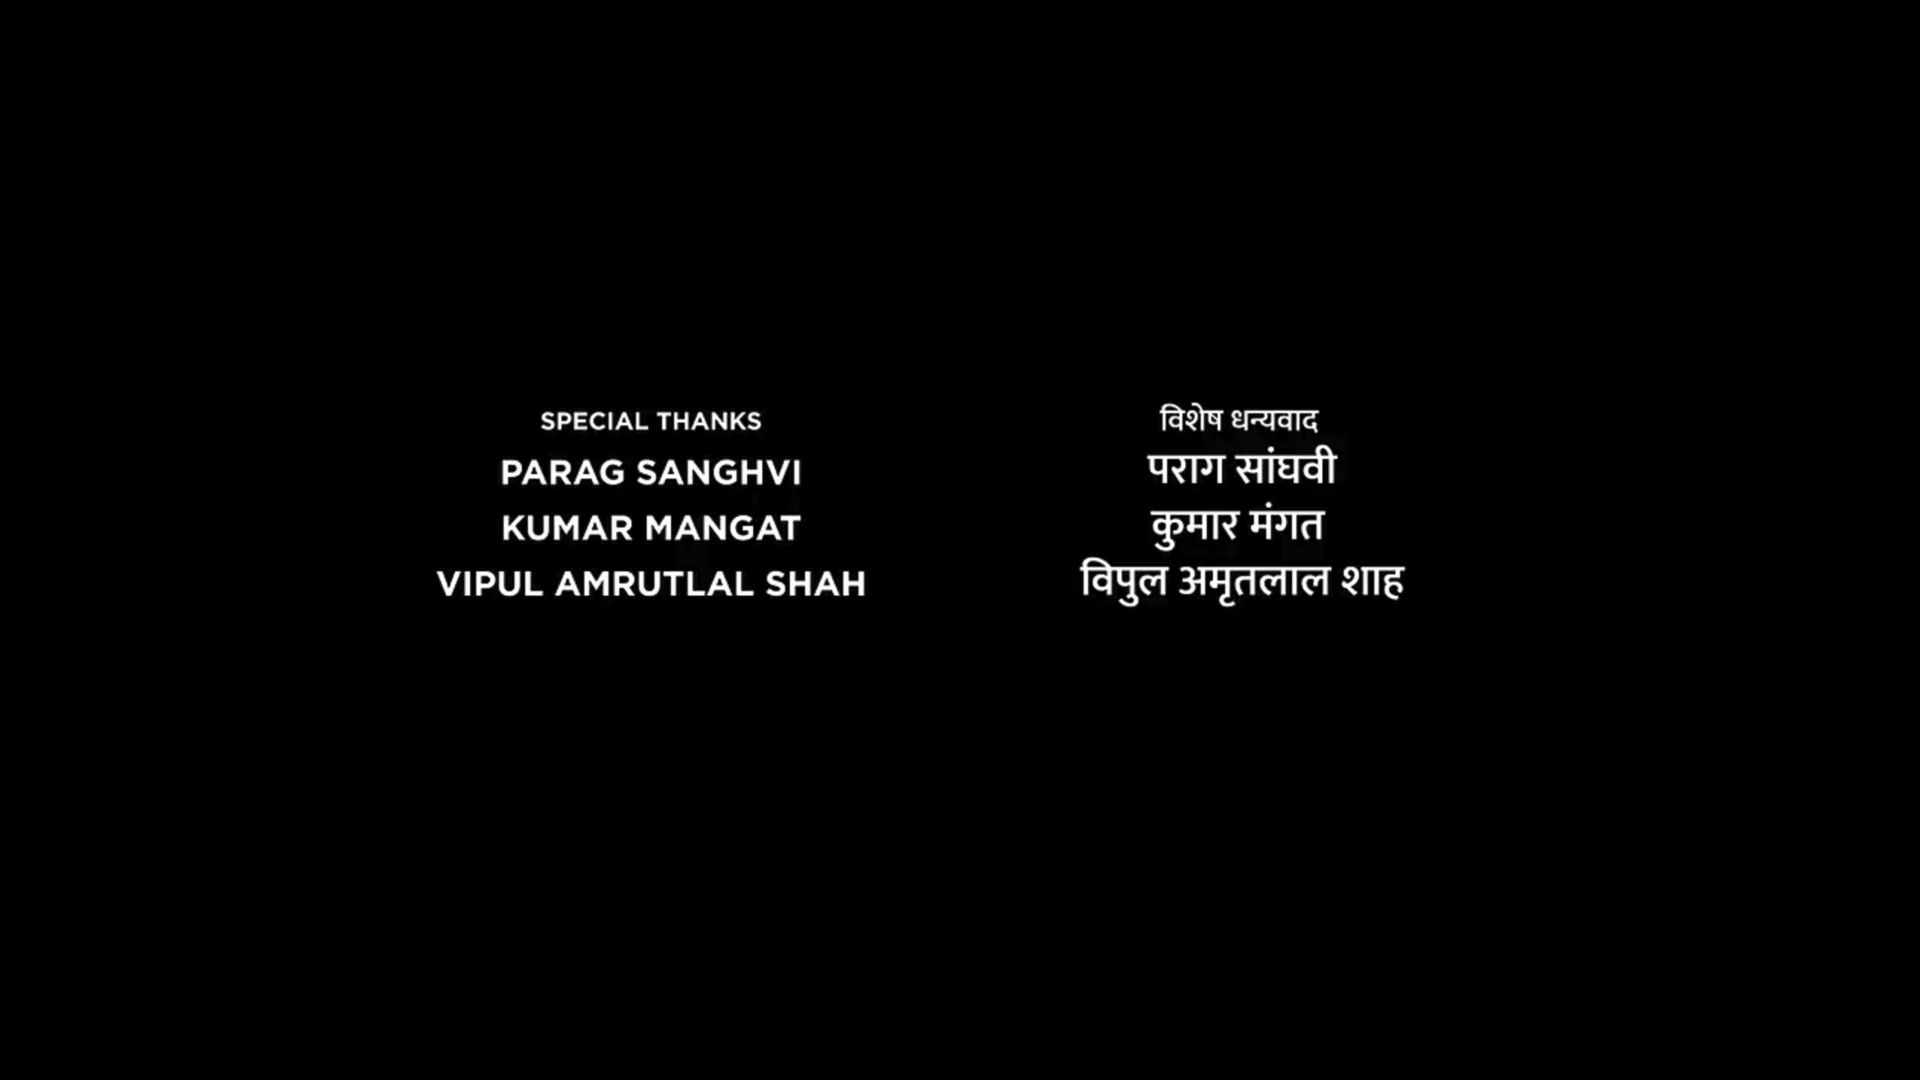 SPECIAL THANKS
PARAG SANGHVI
KUMAR MANGAT
VIPUL AMRUTLAL SHAH
विशेष धन्यवाद
पराग सांघवी
कुमार मंगत
विपुल अमृतलाल शाह